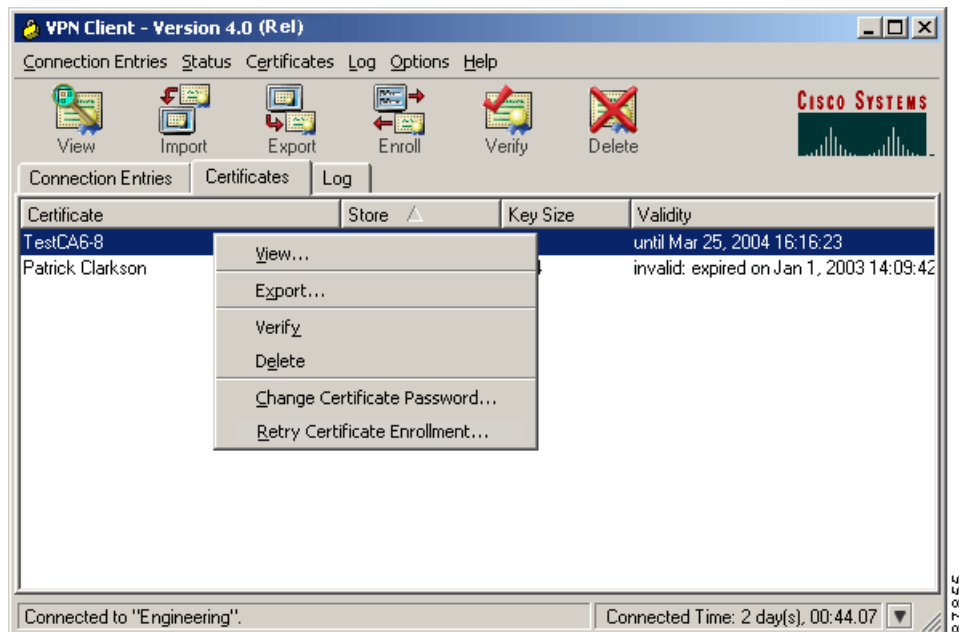 VPN Client - Version 4.0 (Rel)
Connection Entries Status Certificates Log Options Help
View Import Export Enroll Verify Delete
CISCO SYSTEMS
Connection Entries Certificates Log
Certificate Store Key Size Validity
TestCA6-8 until Mar 25, 2004 16:16:23
Patrick Clarkson invalid: expired on Jan 1, 2003 14:09:42
View...
Export...
Verify
Delete
Change Certificate Password...
Retry Certificate Enrollment...
Connected to "Engineering". Connected Time: 2 day(s), 00:44.07
87855